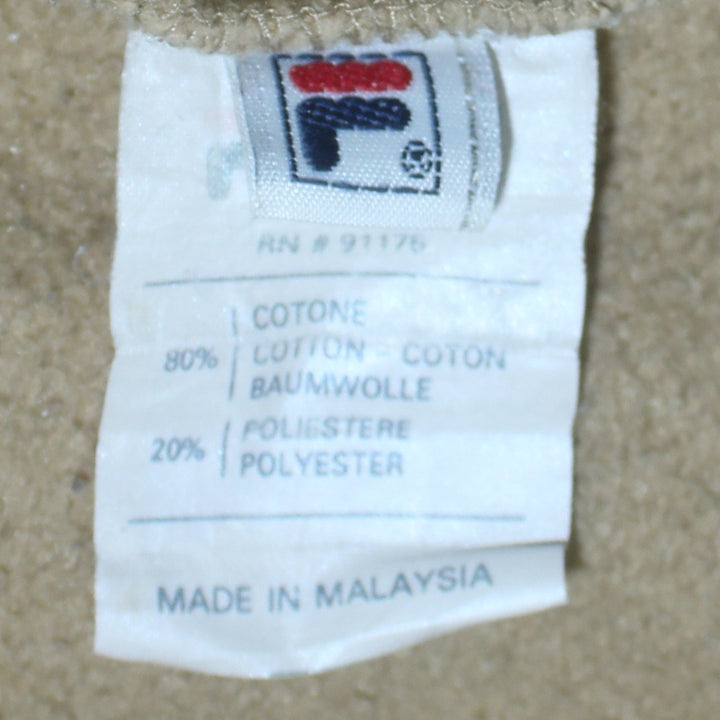 RN # 91176
COTONE
80% COTTON - COTON
BAUMWOLLE
POLIESTERE
20% POLYESTER
MADE IN MALAYSIA